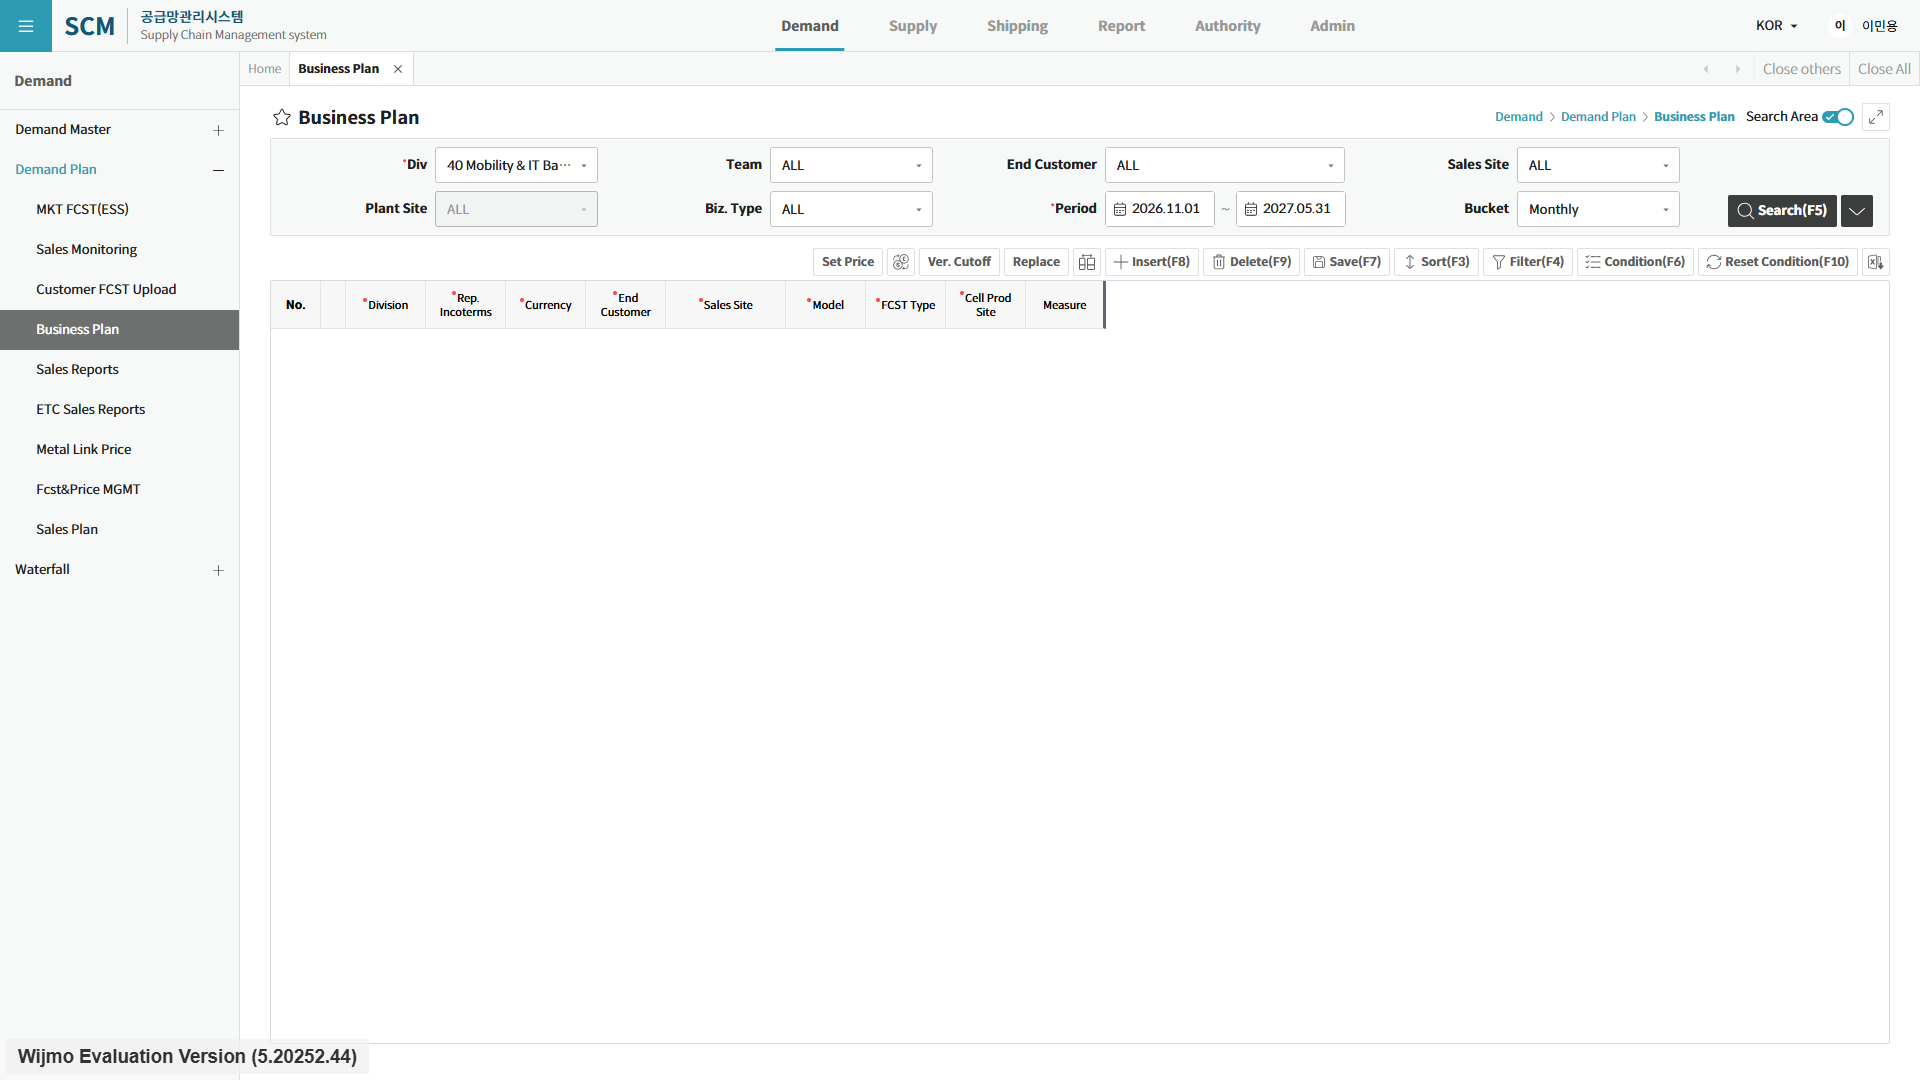 SCM
공급망관리시스템
Supply Chain Management system
Demand
Supply
Shipping
Report
Authority
Admin
KOR
이
이민용
Demand
Home
Business Plan
Close others
Close All
Demand Master
Demand Plan
MKT FCST(ESS)
Sales Monitoring
Customer FCST Upload
Business Plan
Sales Reports
ETC Sales Reports
Metal Link Price
Fcst&Price MGMT
Sales Plan
Waterfall
Business Plan
Demand > Demand Plan > Business Plan
Search Area
*Div
40 Mobility & IT Ba···
Team
ALL
End Customer
ALL
Sales Site
ALL
Plant Site
ALL
Biz. Type
ALL
*Period
2026.11.01
~
2027.05.31
Bucket
Monthly
Search(F5)
Set Price
Ver. Cutoff
Replace
Insert(F8)
Delete(F9)
Save(F7)
Sort(F3)
Filter(F4)
Condition(F6)
Reset Condition(F10)
No.
Division
Rep.
Incoterms
Currency
End
Customer
Sales Site
Model
FCST Type
Cell Prod
Site
Measure
Wijmo Evaluation Version (5.20252.44)